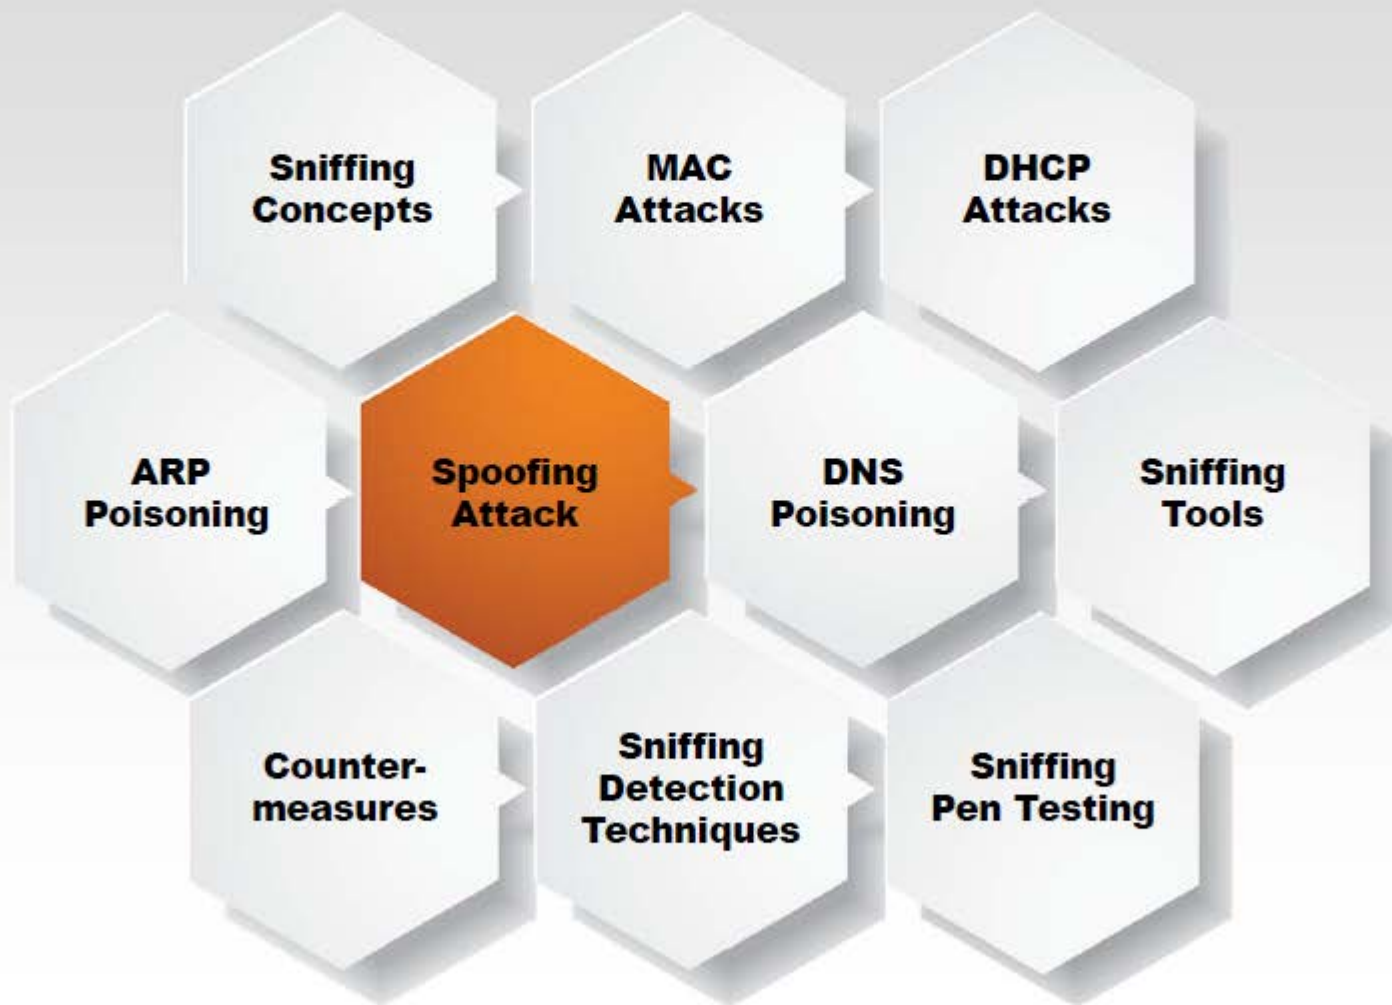 Sniffing
Concepts
MAC
Attacks
DHCP
Attacks
ARP
Poisoning
Spoofing
Attack
DNS
Poisoning
Sniffing
Tools
Counter-
measures
Sniffing
Detection
Techniques
Sniffing
Pen Testing